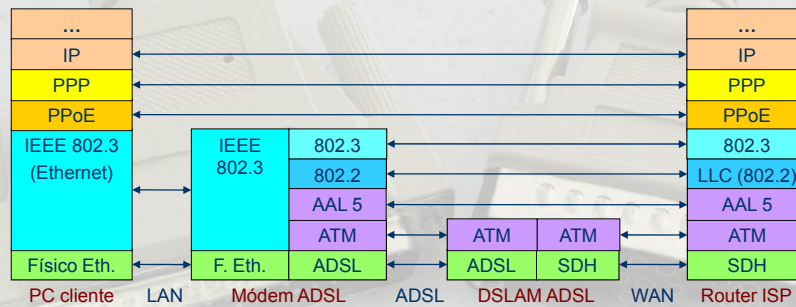 ...
...
IP
IP
PPP
PPP
PPoE
PPoE
IEEE 802.3
(Ethernet)
IEEE
802.3
802.3
802.3
802.2
LLC (802.2)
AAL 5
AAL 5
ATM
ATM
ATM
ATM
Físico Eth.
F. Eth.
ADSL
ADSL
SDH
SDH
PC cliente
LAN
Módem ADSL
ADSL
DSLAM ADSL
WAN
Router ISP